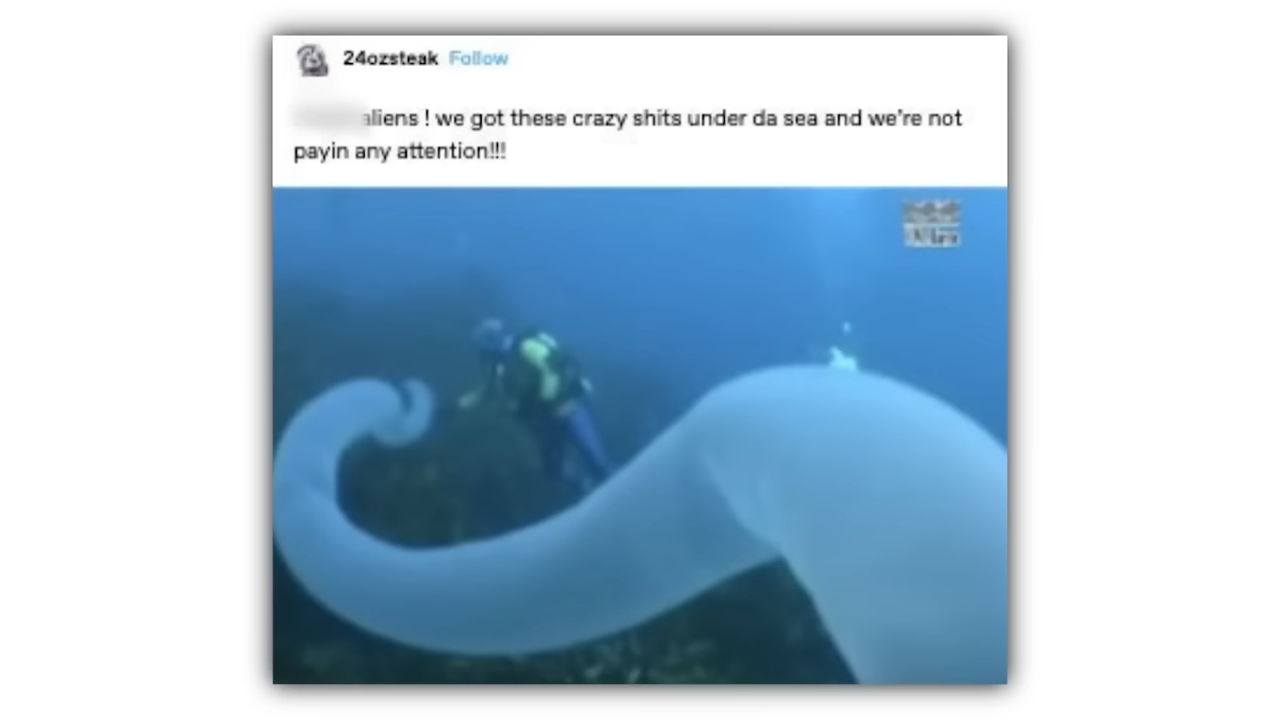 24ozsteak Follow
aliens ! we got these crazy shits under da sea and we're not
payin any attention!!!